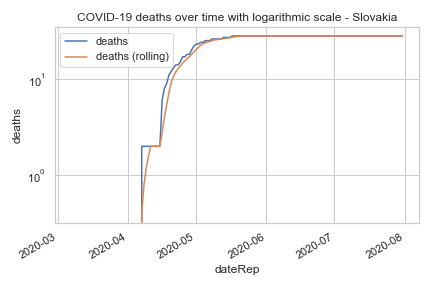 COVID-19 deaths over time with logarithmic scale - Slovakia
deaths
deaths (rolling)
10¹
10⁰
deaths
2020-03
2020-04
2020-05
2020-06
2020-07
2020-08
dateRep